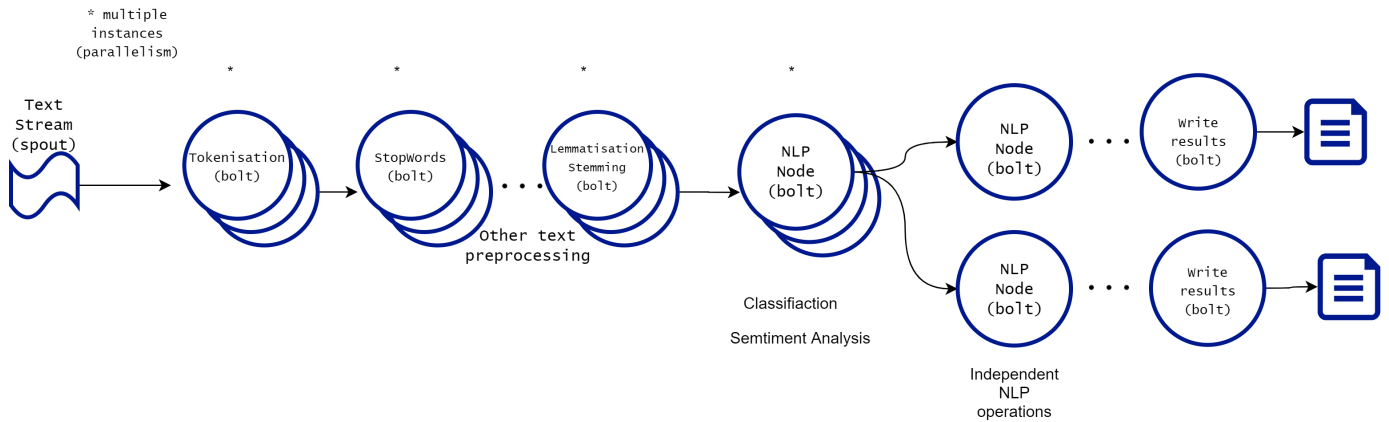 * multiple
instances
(parallelism)
*
*
*
*
Text
Stream
(spout)
Tokenisation
(bolt)
StopWords
(bolt)
Other text
preprocessing
Lemmatisation
Stemming
(bolt)
NLP
Node
(bolt)
Classifiaction
Semtiment Analysis
NLP
Node
(bolt)
Write
results
(bolt)
NLP
Node
(bolt)
Write
results
(bolt)
Independent
NLP
operations